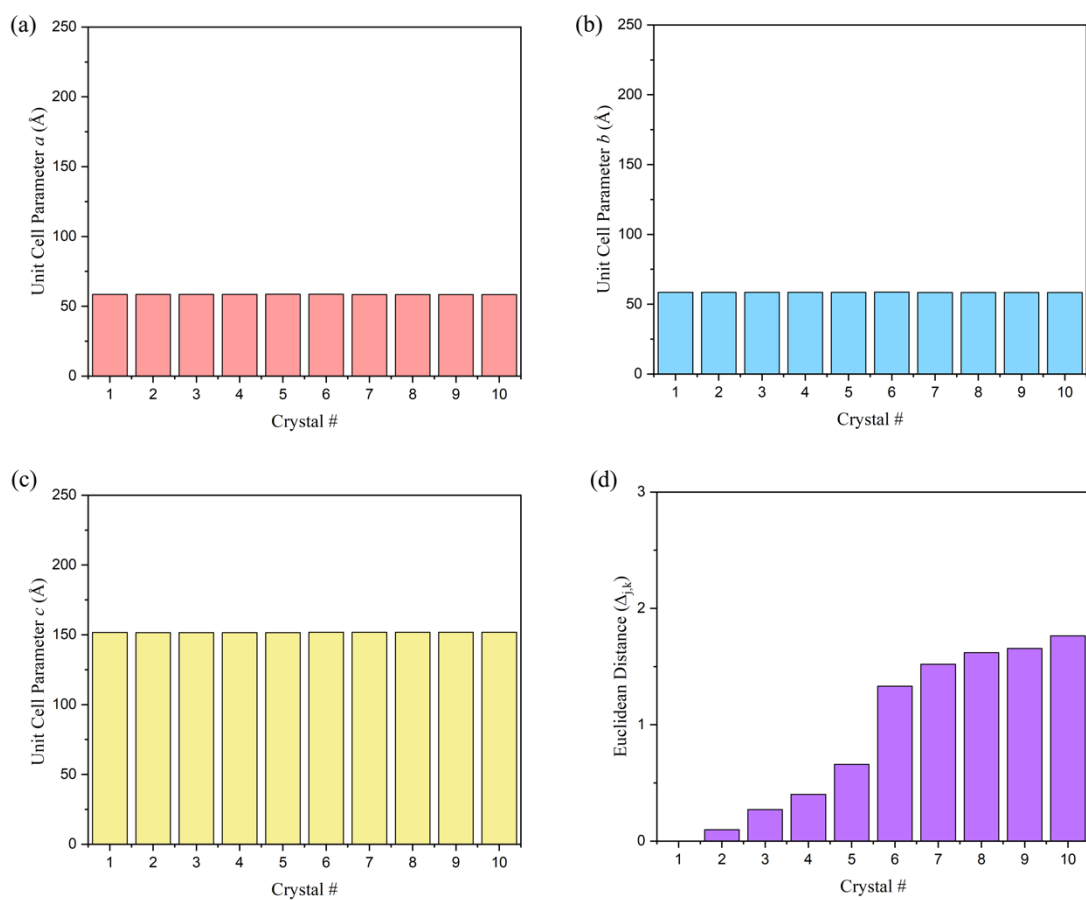 (a)
250
200
150
100
50
0
Unit Cell Parameter a (Å)
1 2 3 4 5 6 7 8 9 10
Crystal #
(b)
250
200
150
100
50
0
Unit Cell Parameter b (Å)
1 2 3 4 5 6 7 8 9 10
Crystal #
(c)
250
200
150
100
50
0
Unit Cell Parameter c (Å)
1 2 3 4 5 6 7 8 9 10
Crystal #
(d)
3
2
1
0
Euclidean Distance (Δj,k)
1 2 3 4 5 6 7 8 9 10
Crystal #